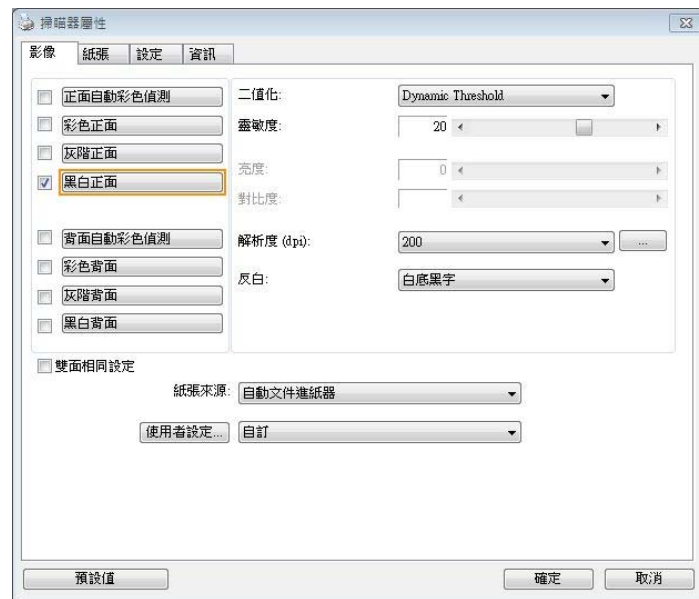 掃瞄器屬性
影像 紙張 設定 資訊
正面自動彩色偵測
彩色正面
灰階正面
黑白正面
背面自動彩色偵測
彩色背面
灰階背面
黑白背面
二值化: Dynamic Threshold
靈敏度: 20
亮度: 0
對比度:
解析度 (dpi): 200 ...
反白: 白底黑字
雙面相同設定
紙張來源: 自動文件進紙器
使用者設定... 自訂
預設值 確定 取消